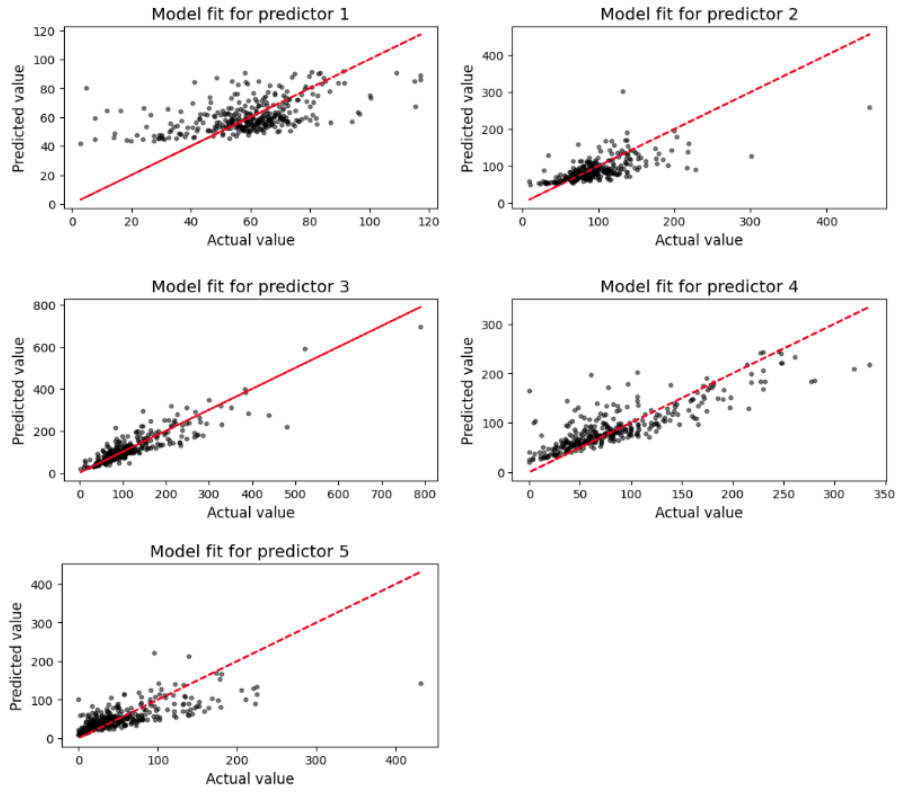 Model fit for predictor 1
Predicted value
120
100
80
60
40
20
0
0 20 40 60 80 100 120
Actual value
Model fit for predictor 2
Predicted value
400
300
200
100
0
0 100 200 300 400
Actual value
Model fit for predictor 3
Predicted value
800
600
400
200
0
0 100 200 300 400 500 600 700 800
Actual value
Model fit for predictor 4
Predicted value
300
200
100
0
0 50 100 150 200 250 300 350
Actual value
Model fit for predictor 5
Predicted value
400
300
200
100
0
0 100 200 300 400
Actual value